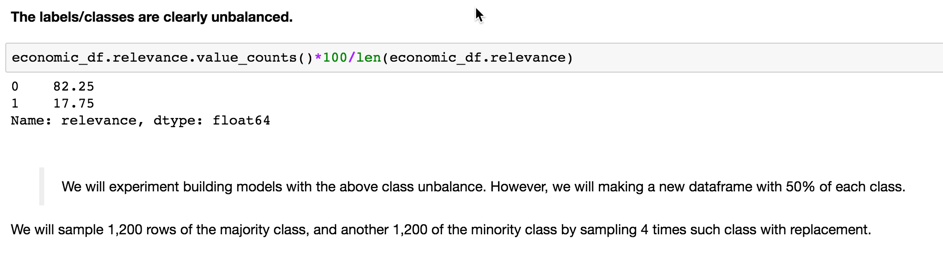 The labels/classes are clearly unbalanced.
economic_df.relevance.value_counts()*100/len(economic_df.relevance)
0    82.25
1    17.75
Name: relevance, dtype: float64
We will experiment building models with the above class unbalance. However, we will making a new dataframe with 50% of each class.
We will sample 1,200 rows of the majority class, and another 1,200 of the minority class by sampling 4 times such class with replacement.